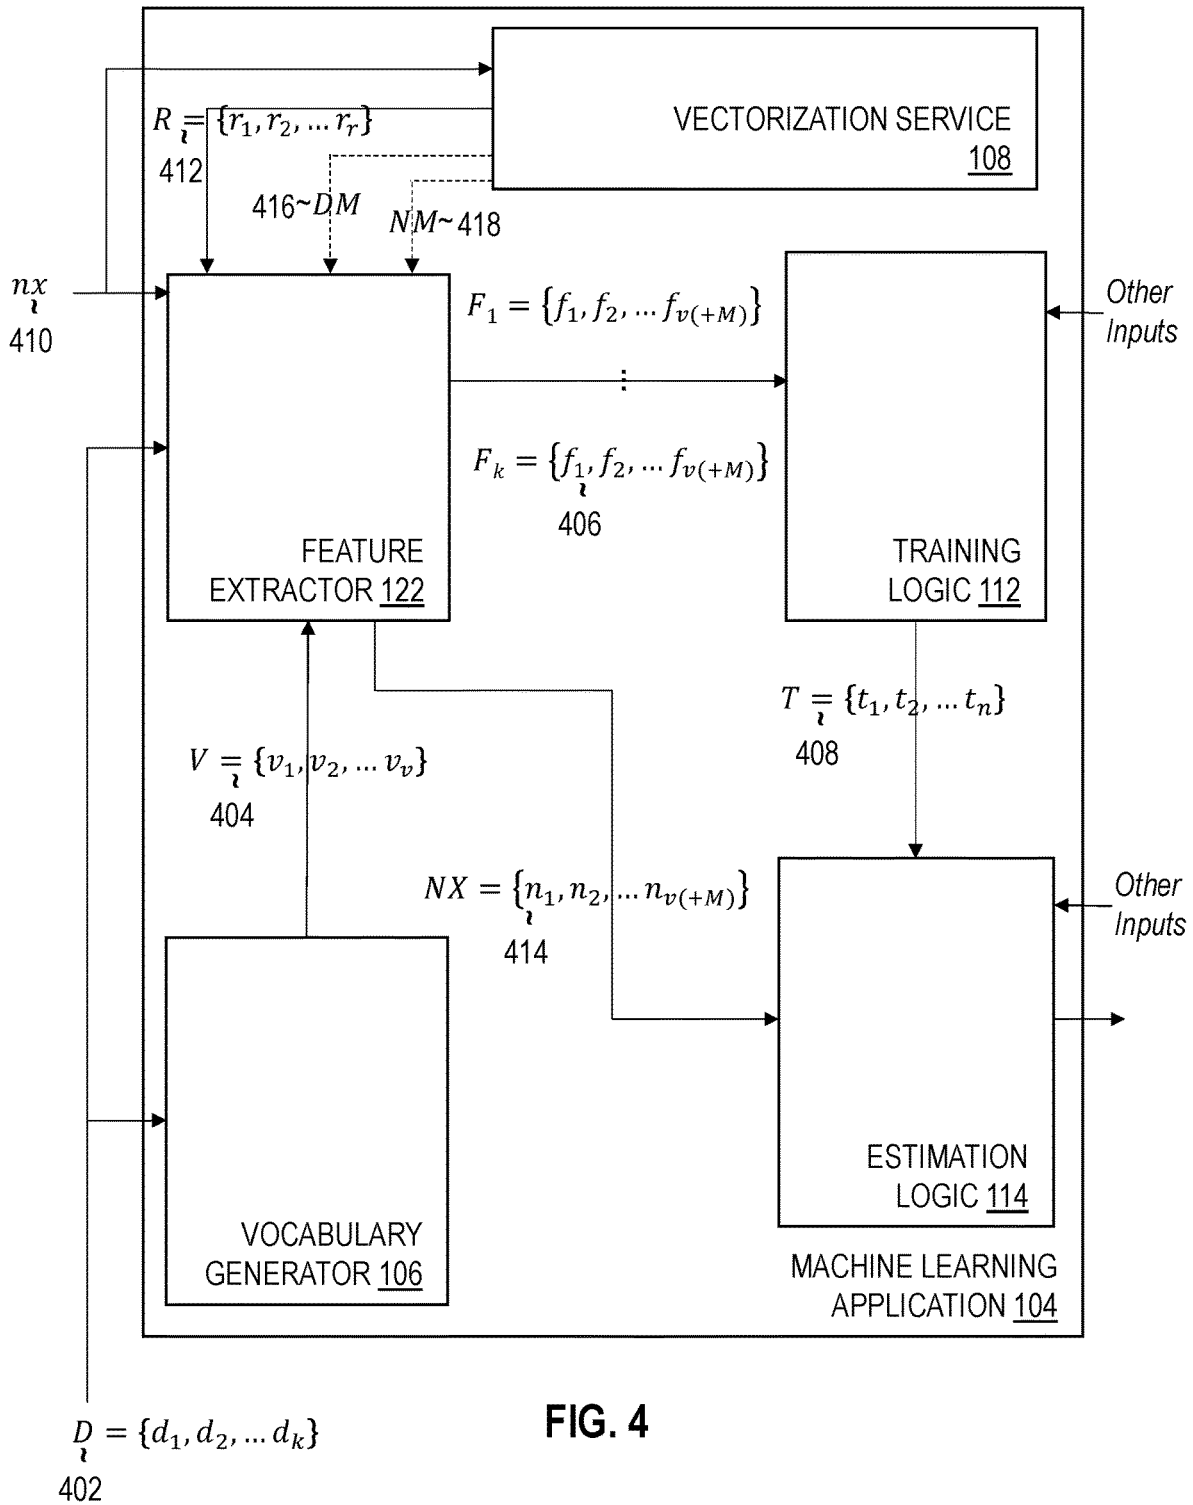 VECTORIZATION SERVICE
108
R = {r₁, r₂, … rᵣ}
412
416~DM
NM~418
nx
410
F₁ = {f₁, f₂, … fᵥ₍₊M₎}
Other
Inputs
Fₖ = {f₁, f₂, … fᵥ₍₊M₎}
406
FEATURE
EXTRACTOR 122
TRAINING
LOGIC 112
T = {t₁, t₂, … tₙ}
408
V = {v₁, v₂, … vᵥ}
404
NX = {n₁, n₂, … nᵥ₍₊M₎}
414
Other
Inputs
ESTIMATION
LOGIC 114
VOCABULARY
GENERATOR 106
MACHINE LEARNING
APPLICATION 104
D = {d₁, d₂, … dₖ}
402
FIG. 4